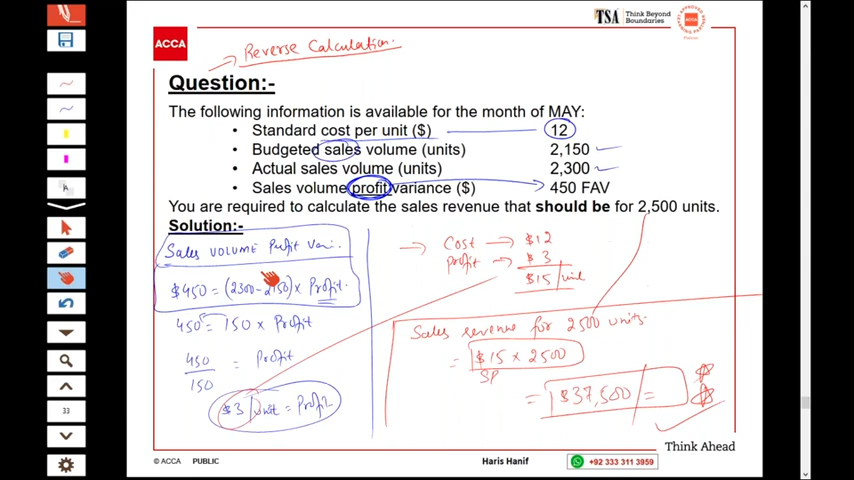 TSA Think Beyond Boundaries
ACCA
→ Reverse Calculation.
Question:-
The following information is available for the month of MAY:
• Standard cost per unit ($) 12
• Budgeted sales volume (units) 2,150
• Actual sales volume (units) 2,300
• Sales volume profit variance ($) 450 FAV
You are required to calculate the sales revenue that should be for 2,500 units.
Solution:-
Sales VOLUME Profit Vari.
$450 = (2300-2150) × Profit.
450 = 150 × Profit
450/150 = Profit
$3/unit = Profit
→ Cost → $12
profit → $3
$15/unit
Sales revenue for 2500 units.
= $15 × 2500
SP
= $37,500 =
33
Think Ahead
© ACCA PUBLIC
Haris Hanif
+92 333 311 3959